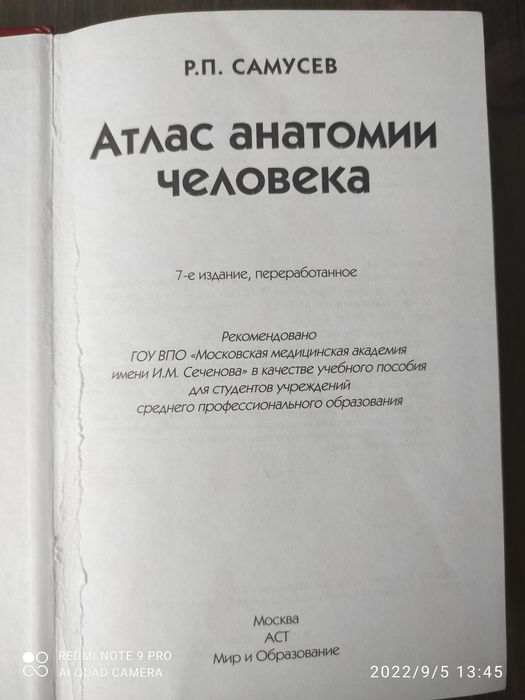 Р.П. САМУСЕВ
АТЛАС АНАТОМИИ
ЧЕЛОВЕКА
7-е издание, переработанное
Рекомендовано
ГОУ ВПО «Московская медицинская академия
имени И.М. Сеченова» в качестве учебного пособия
для студентов учреждений
среднего профессионального образования
Москва
АСТ
Мир и Образование
REDMI NOTE 9 PRO
AI QUAD CAMERA
2022/9/5 13:45